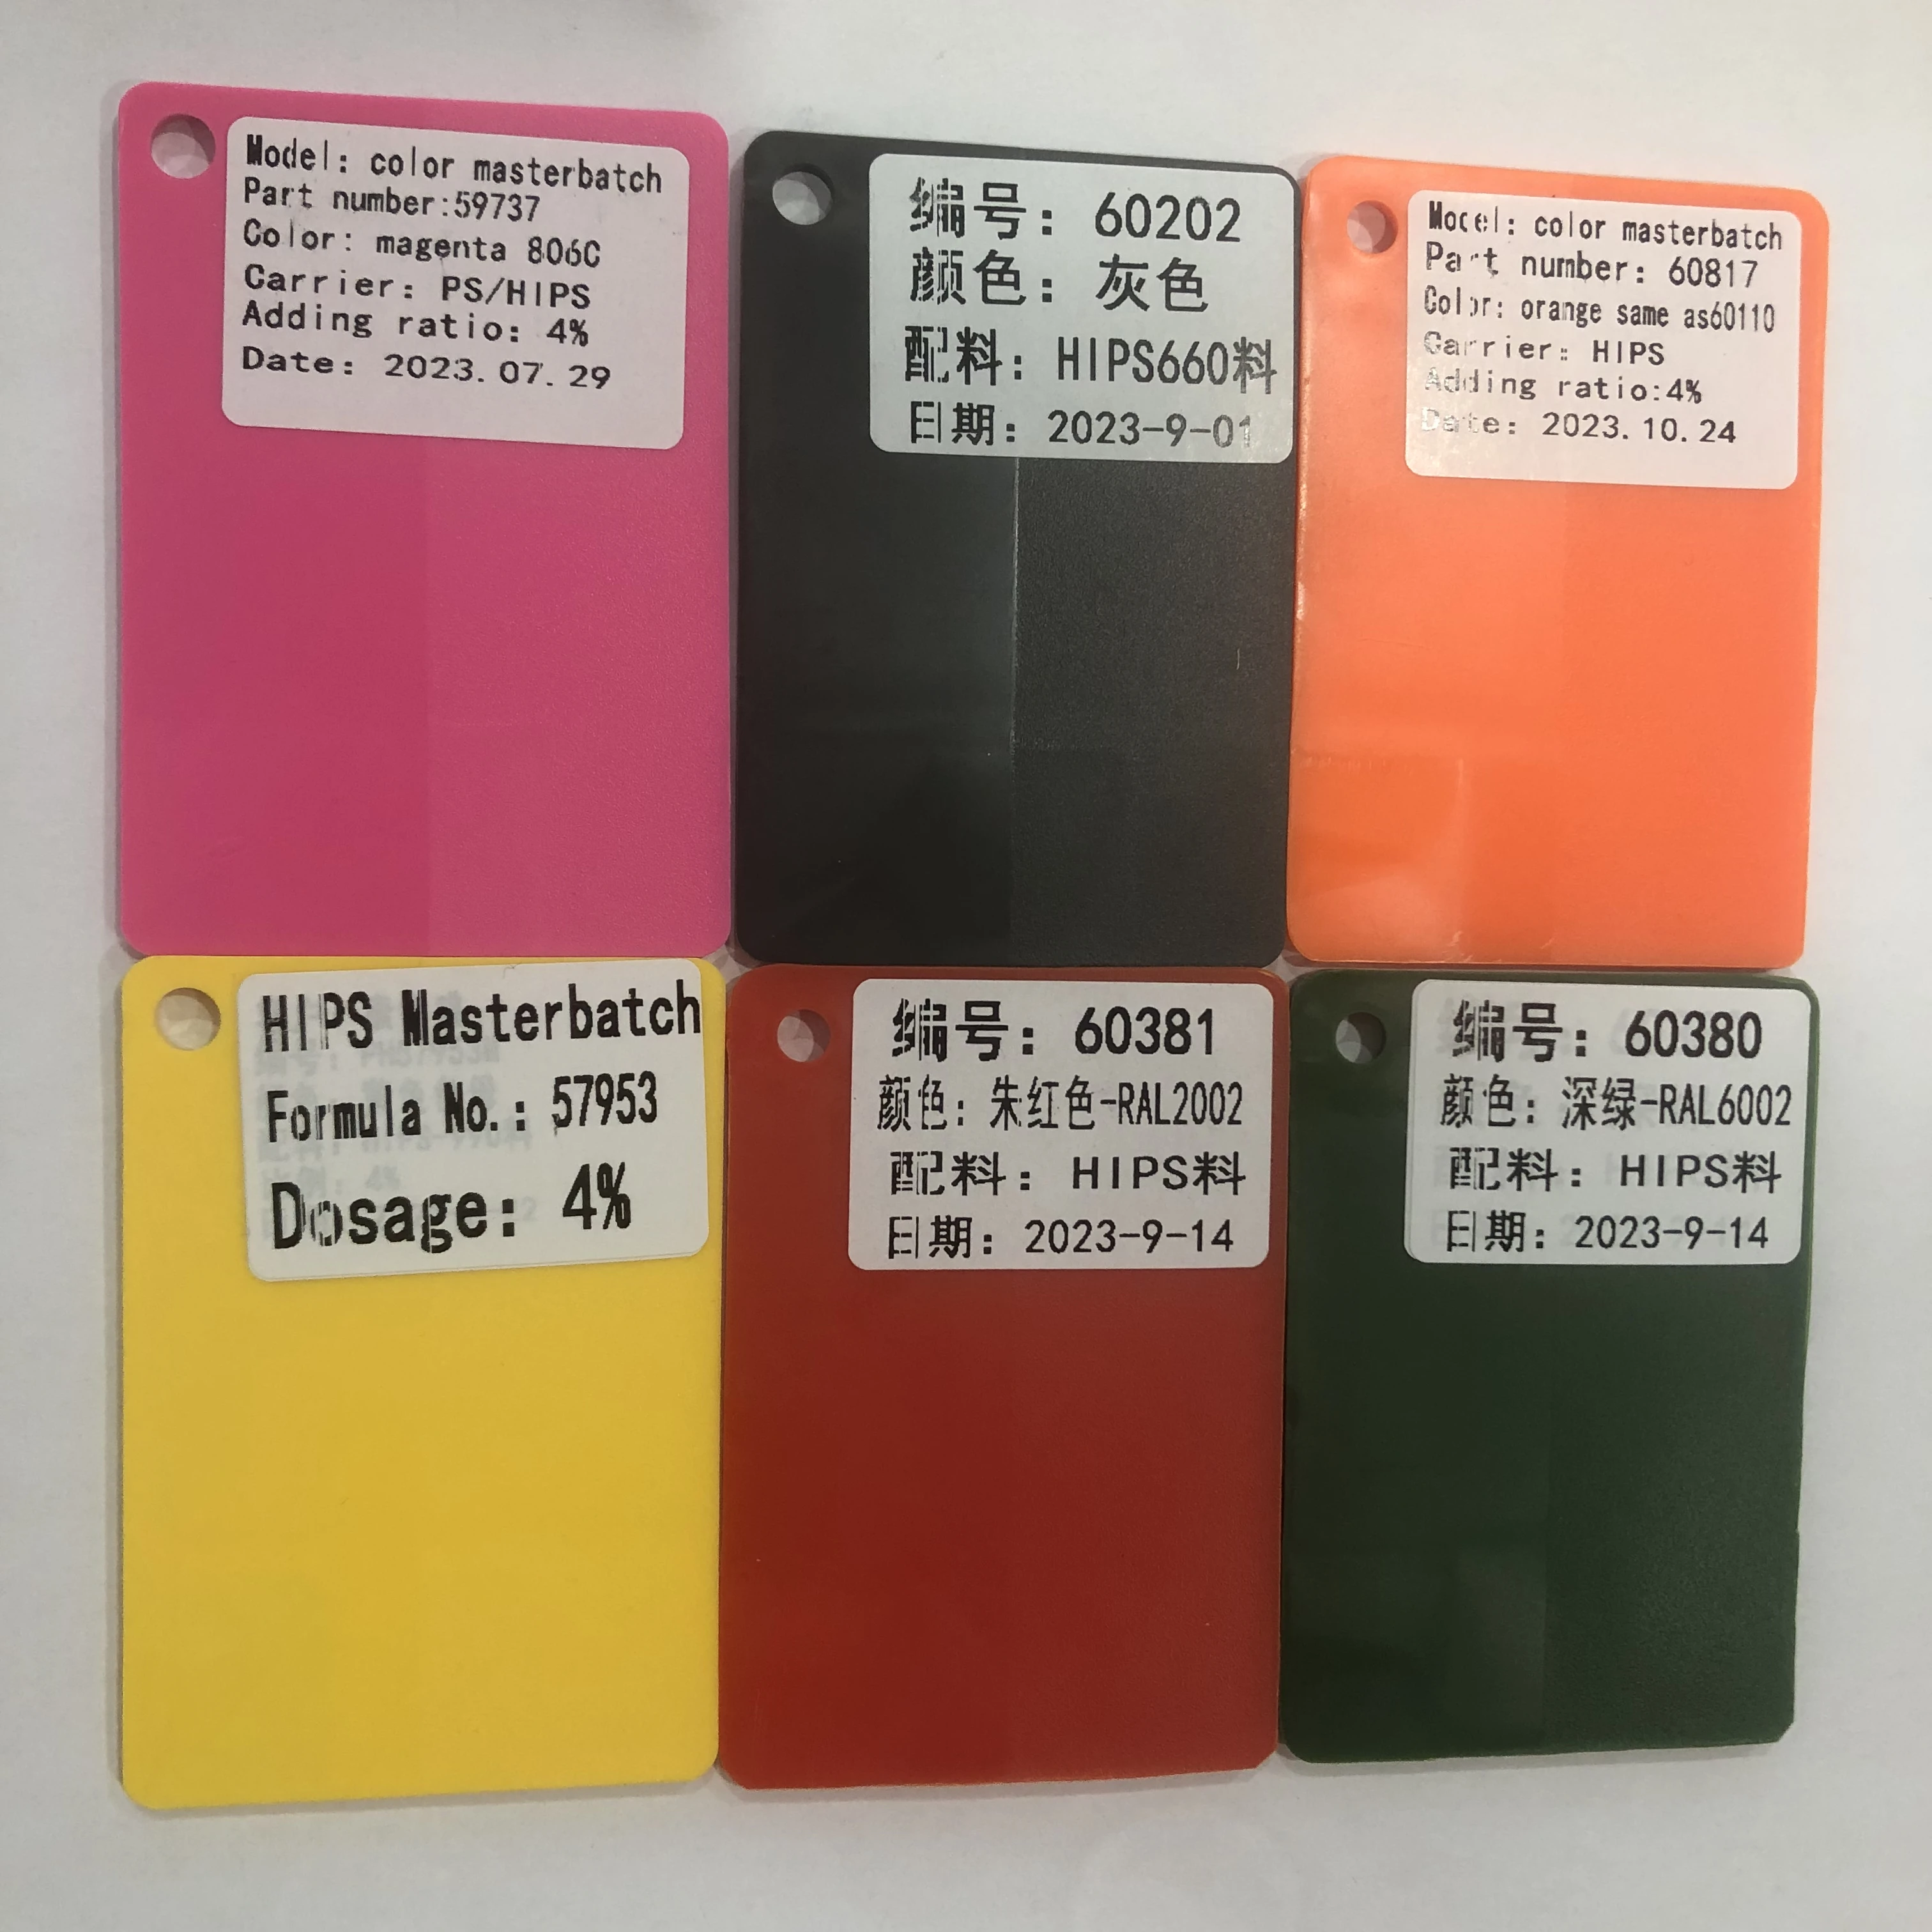 Model: color masterbatch
Part number:59737
Color: magenta 806C
Carrier: PS/HIPS
Adding ratio: 4%
Date: 2023.07.29
编号: 60202
颜色: 灰色
配料: HIPS660料
日期: 2023-9-01
Model: color masterbatch
Part number: 60817
Color: orange same as60110
Carrier: HIPS
Adding ratio:4%
Date: 2023.10.24
HIPS Masterbatch
Formula No.: 57953
Dosage: 4%
编号: 60381
颜色: 朱红色-RAL2002
配料: HIPS料
日期: 2023-9-14
编号: 60380
颜色: 深绿-RAL6002
配料: HIPS料
日期: 2023-9-14